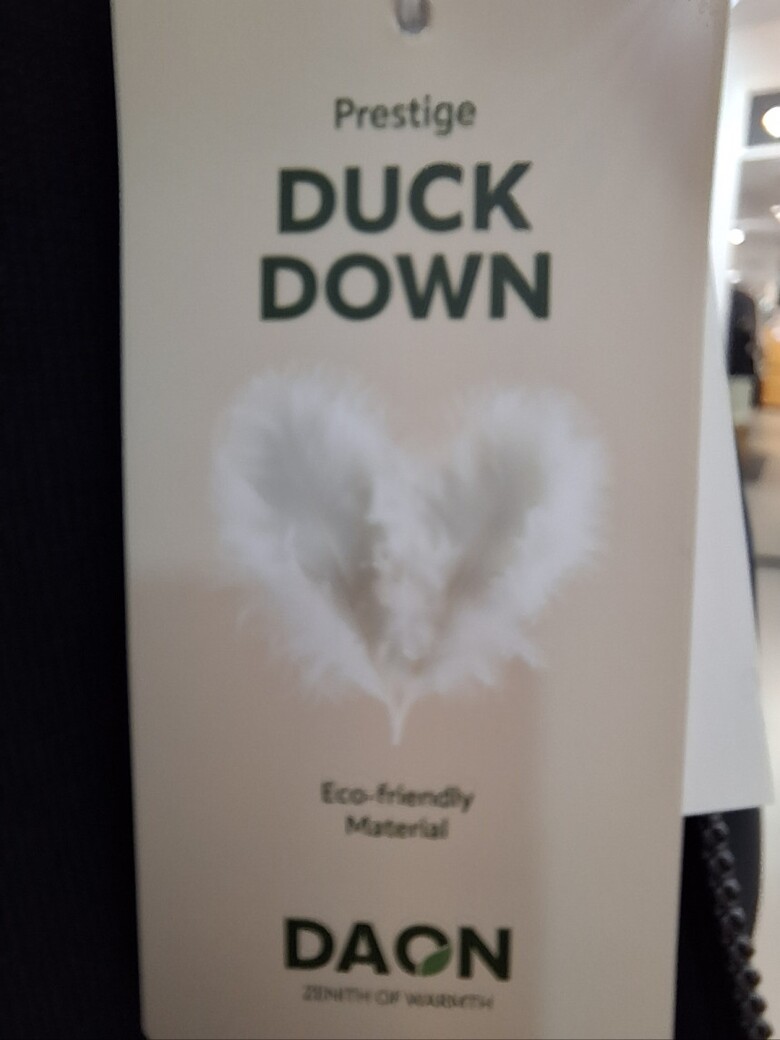 Prestige
DUCK
DOWN
Eco-friendly
Material
DAON
ZENITH OF WARMTH